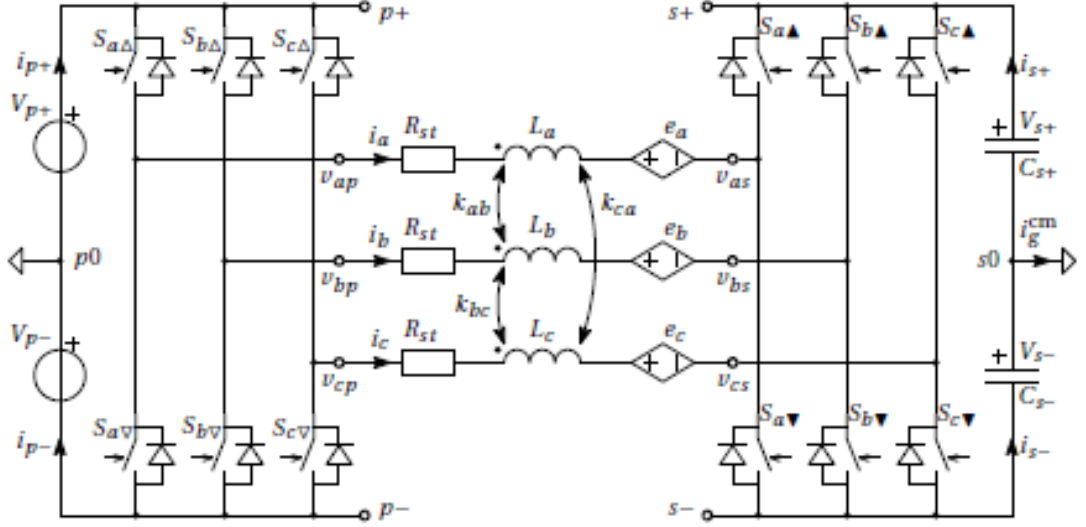 p+ s+
S_{a△} S_{b△} S_{c△} S_{a▲} S_{b▲} S_{c▲}
i_{p+} i_{s+}
V_{p+} + + V_{s+}
i_a R_{st} L_a e_a C_{s+}
+ −
v_{ap} v_{as}
k_{ab} k_{ca}
i_b R_{st} L_b e_b i_g^{cm}
p0 + − s0
v_{bp} v_{bs}
k_{bc}
V_{p−} + i_c R_{st} L_c e_c + V_{s−}
+ −
v_{cp} v_{cs} C_{s−}
S_{a▽} S_{b▽} S_{c▽} S_{a▼} S_{b▼} S_{c▼}
i_{p−} i_{s−}
p− s−